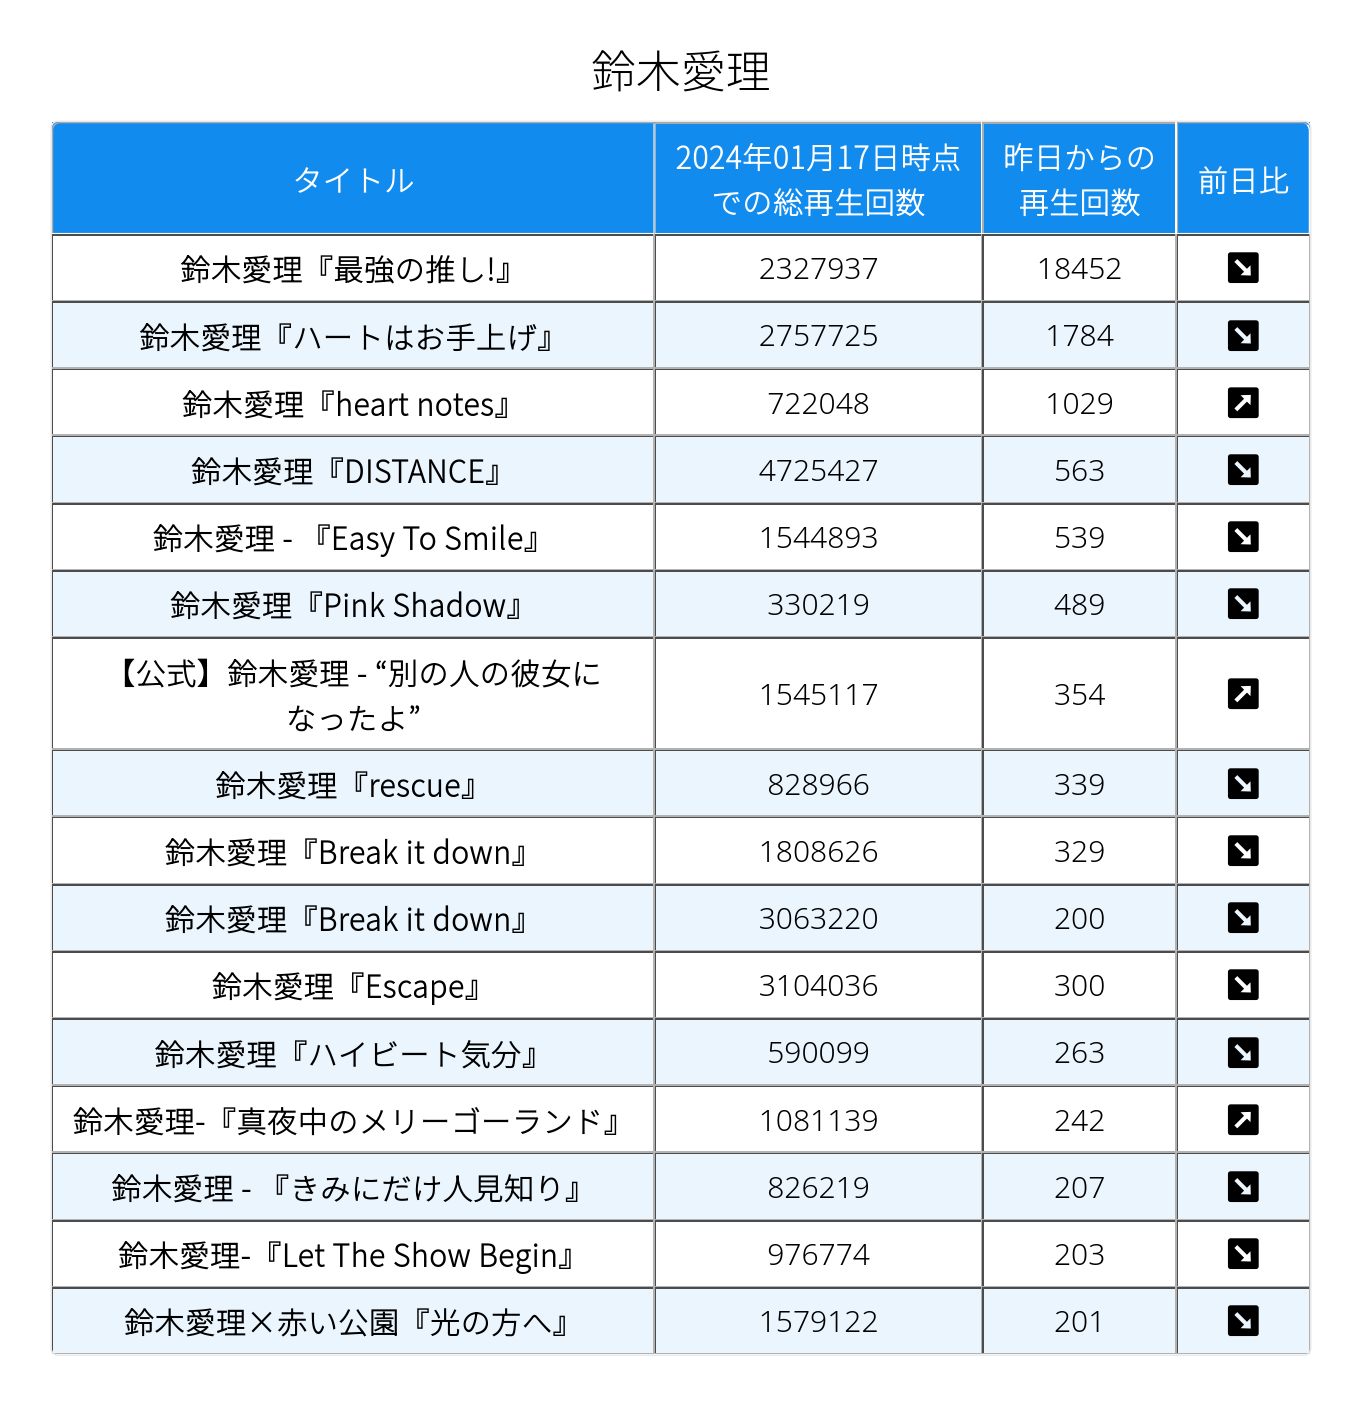 鈴木愛理
タイトル 2024年01月17日時点での総再生回数 昨日からの再生回数 前日比
鈴木愛理『最強の推し!』 2327937 18452 ↘
鈴木愛理『ハートはお手上げ』 2757725 1784 ↘
鈴木愛理『heart notes』 722048 1029 ↗
鈴木愛理『DISTANCE』 4725427 563 ↘
鈴木愛理 - 『Easy To Smile』 1544893 539 ↘
鈴木愛理『Pink Shadow』 330219 489 ↘
【公式】鈴木愛理 - “別の人の彼女になったよ” 1545117 354 ↗
鈴木愛理『rescue』 828966 339 ↘
鈴木愛理『Break it down』 1808626 329 ↘
鈴木愛理『Break it down』 3063220 200 ↘
鈴木愛理『Escape』 3104036 300 ↘
鈴木愛理『ハイビート気分』 590099 263 ↘
鈴木愛理-『真夜中のメリーゴーランド』 1081139 242 ↗
鈴木愛理 - 『きみにだけ人見知り』 826219 207 ↘
鈴木愛理-『Let The Show Begin』 976774 203 ↘
鈴木愛理×赤い公園『光の方へ』 1579122 201 ↘